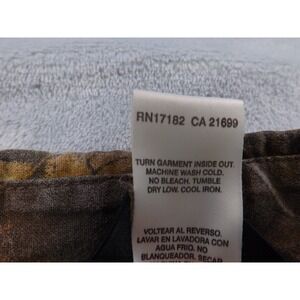 RN17182 CA 21699
TURN GARMENT INSIDE OUT.
MACHINE WASH COLD.
NO BLEACH. TUMBLE
DRY LOW. COOL IRON.
VOLTEAR AL REVERSO.
LAVAR EN LAVADORA CON
AGUA FRIO. NO
BLANQUEADOR. SECAR